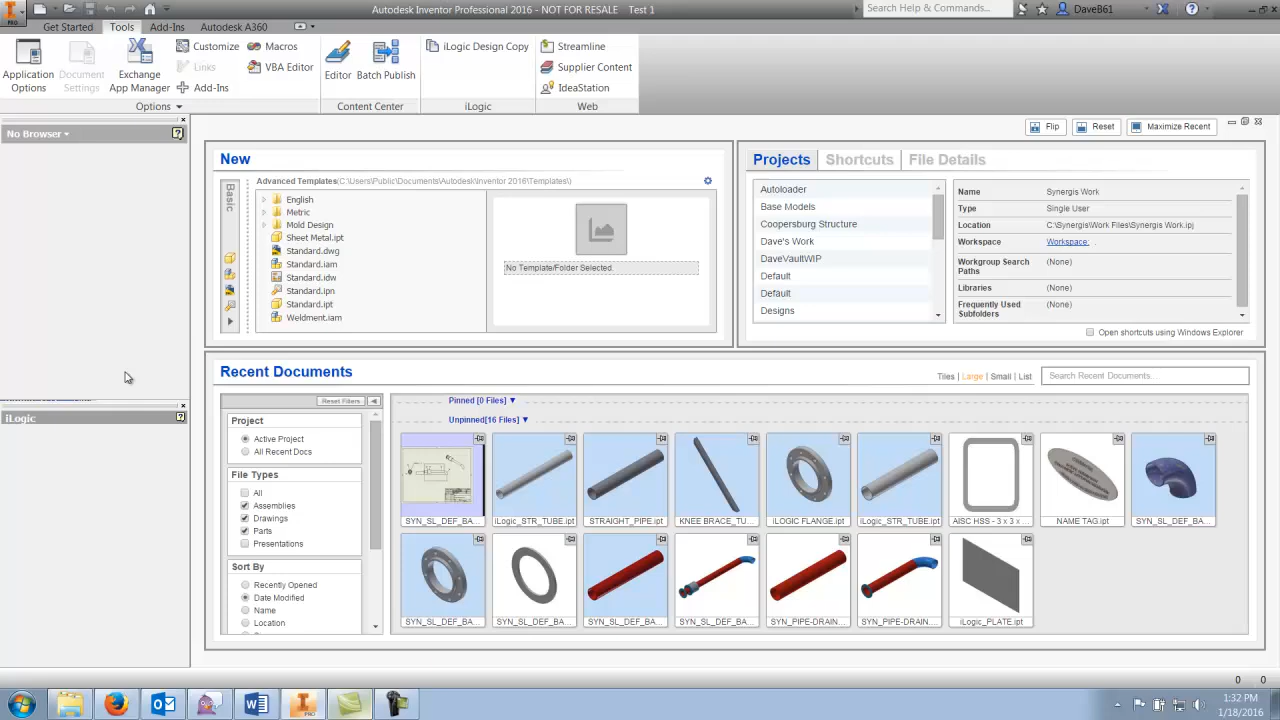 Autodesk Inventor Professional 2016 - NOT FOR RESALE Test 1
Search Help & Commands...
DaveB61
PRO
Get Started Tools Add-Ins Autodesk A360
Application Options
Document Settings
Exchange App Manager
Customize
Links
Add-Ins
Macros
VBA Editor
Options
Editor
Batch Publish
Content Center
iLogic Design Copy
iLogic
Streamline
Supplier Content
IdeaStation
Web
No Browser
iLogic
Flip
Reset
Maximize Recent
New
Basic
Advanced Templates(C:\Users\Public\Documents\Autodesk\Inventor 2016\Templates\)
English
Metric
Mold Design
Sheet Metal.ipt
Standard.dwg
Standard.iam
Standard.idw
Standard.ipn
Standard.ipt
Weldment.iam
No Template/Folder Selected.
Projects Shortcuts File Details
Autoloader
Base Models
Coopersburg Structure
Dave's Work
DaveVaultWIP
Default
Default
Designs
Name Synergis Work
Type Single User
Location C:\Synergis\Work Files\Synergis Work.ipj
Workspace Workspace: .
Workgroup Search Paths (None)
Libraries (None)
Frequently Used Subfolders (None)
Open shortcuts using Windows Explorer
Recent Documents
Tiles | Large | Small | List
Search Recent Documents...
Reset Filters
Project
Active Project
All Recent Docs
File Types
All
Assemblies
Drawings
Parts
Presentations
Sort By
Recently Opened
Date Modified
Name
Location
Pinned [0 Files]
Unpinned[16 Files]
SYN_SL_DEF_BA... iLogic_STR_TUBE.ipt STRAIGHT_PIPE.ipt KNEE BRACE_TU... iLOGIC FLANGE.ipt iLogic_STR_TUBE.ipt AISC HSS - 3 x 3 x ... NAME TAG.ipt SYN_SL_DEF_BA...
SYN_SL_DEF_BA... SYN_SL_DEF_BA... SYN_SL_DEF_BA... SYN_SL_DEF_BA... SYN_PIPE-DRAIN... SYN_PIPE-DRAIN... iLogic_PLATE.ipt
0 0
PRO
1:32 PM
1/18/2016